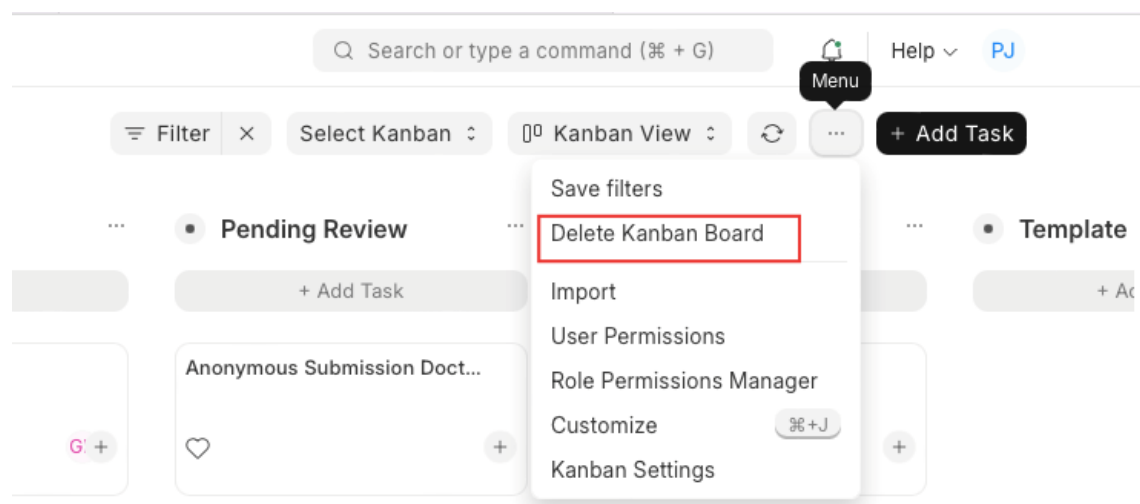 Search or type a command (⌘ + G)
Help
PJ
Menu
Filter
Select Kanban
Kanban View
+ Add Task
Save filters
Delete Kanban Board
Import
User Permissions
Role Permissions Manager
Customize ⌘+J
Kanban Settings
Pending Review
+ Add Task
Anonymous Submission Doct...
Template